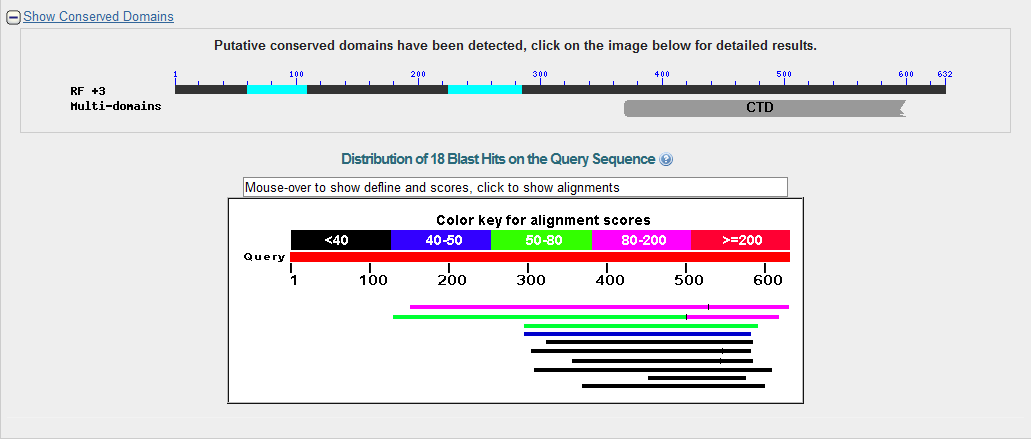 Show Conserved Domains
Putative conserved domains have been detected, click on the image below for detailed results.
1 100 200 300 400 500 600 632
RF +3
Multi-domains CTD
Distribution of 18 Blast Hits on the Query Sequence ?
Mouse-over to show defline and scores, click to show alignments
Color key for alignment scores
<40 40-50 50-80 80-200 >=200
Query
1 100 200 300 400 500 600